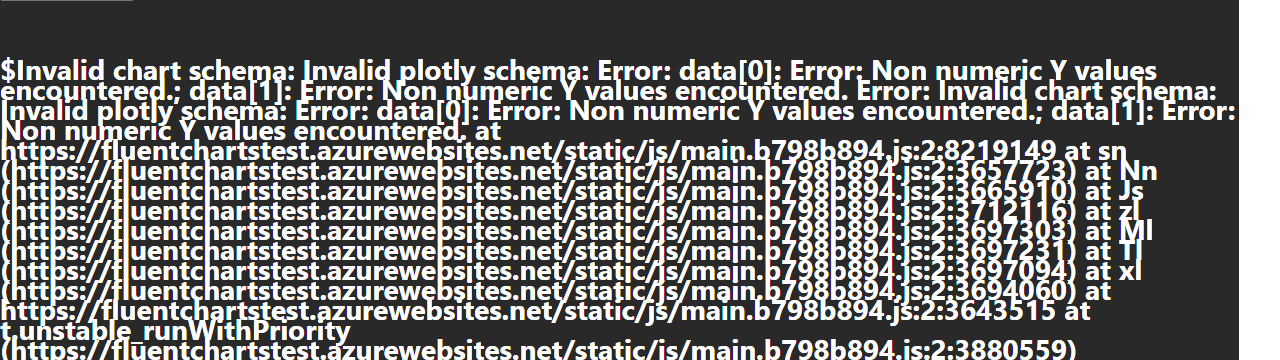 $Invalid chart schema: Invalid plotly schema: Error: data[0]: Error: Non numeric Y values
encountered.; data[1]: Error: Non numeric Y values encountered. Error: Invalid chart schema:
Invalid plotly schema: Error: data[0]: Error: Non numeric Y values encountered.; data[1]: Error:
Non numeric Y values encountered. at
https://fluentchartstest.azurewebsites.net/static/js/main.b798b894.js:2:8219149 at sn
(https://fluentchartstest.azurewebsites.net/static/js/main.b798b894.js:2:3657723) at Nn
(https://fluentchartstest.azurewebsites.net/static/js/main.b798b894.js:2:3665910) at Js
(https://fluentchartstest.azurewebsites.net/static/js/main.b798b894.js:2:3712116) at zl
(https://fluentchartstest.azurewebsites.net/static/js/main.b798b894.js:2:3697303) at Ml
(https://fluentchartstest.azurewebsites.net/static/js/main.b798b894.js:2:3697231) at Tl
(https://fluentchartstest.azurewebsites.net/static/js/main.b798b894.js:2:3697094) at xl
(https://fluentchartstest.azurewebsites.net/static/js/main.b798b894.js:2:3694060) at
https://fluentchartstest.azurewebsites.net/static/js/main.b798b894.js:2:3643515 at
t.unstable_runWithPriority
(https://fluentchartstest.azurewebsites.net/static/js/main.b798b894.js:2:3880559)